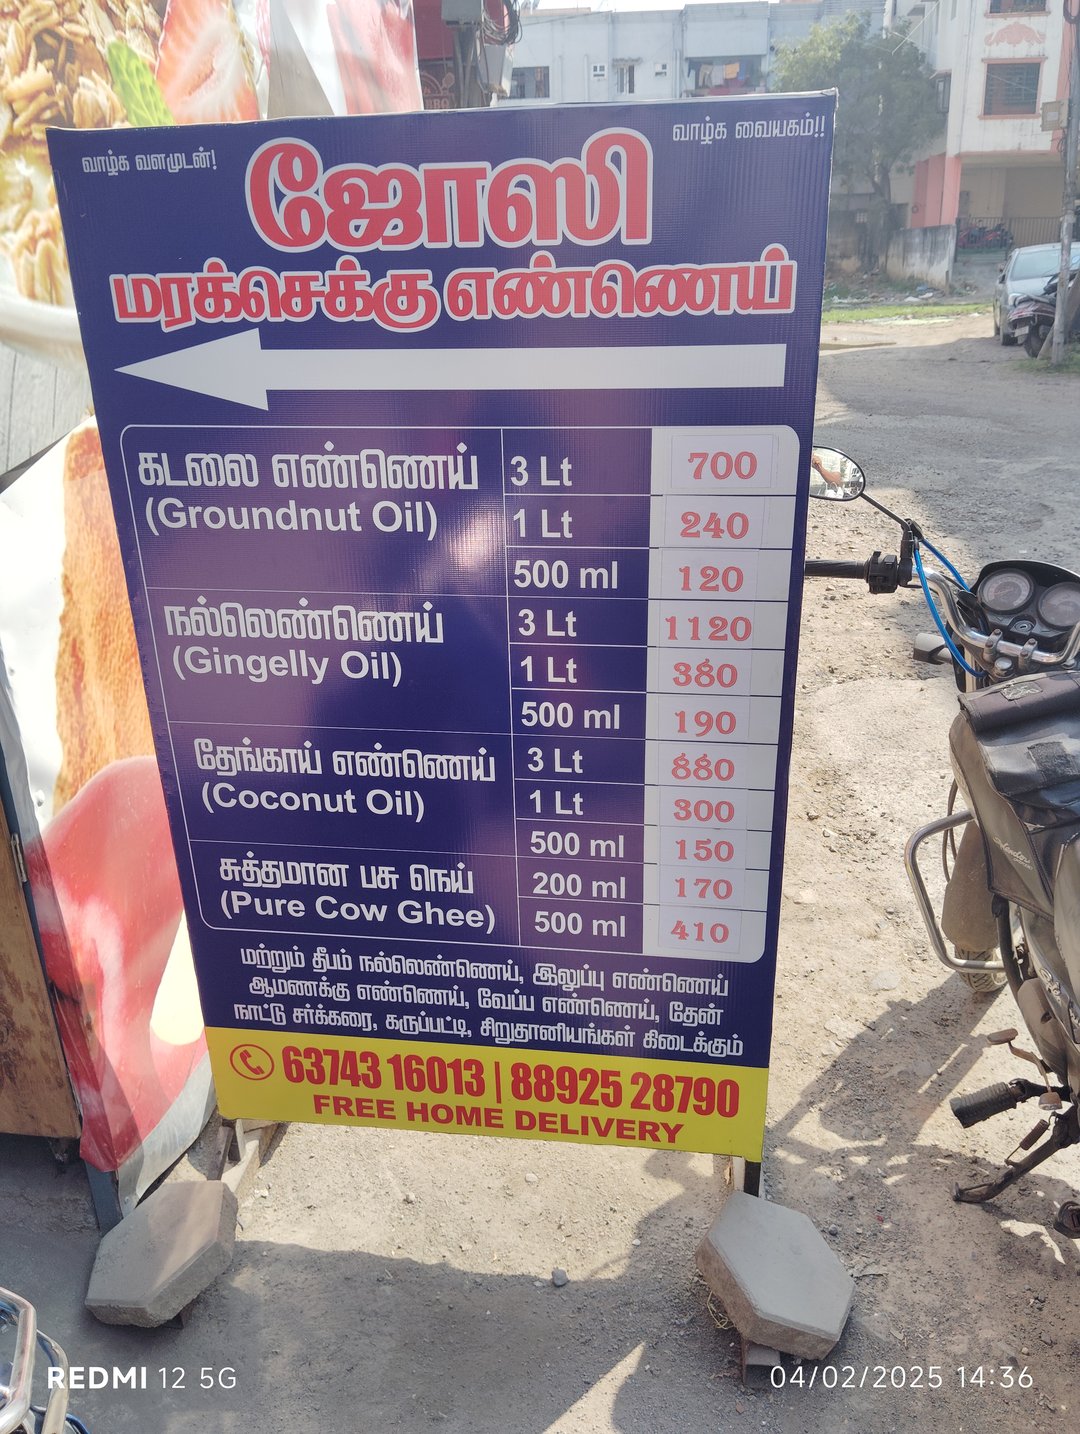 வாழ்க வளமுடன்!
வாழ்க வையகம்!!
ஜோஸி
மரச்செக்கு எண்ணெய்
கடலை எண்ணெய்
(Groundnut Oil)
3 Lt 700
1 Lt 240
500 ml 120
நல்லெண்ணெய்
(Gingelly Oil)
3 Lt 1120
1 Lt 380
500 ml 190
தேங்காய் எண்ணெய்
(Coconut Oil)
3 Lt 880
1 Lt 300
500 ml 150
சுத்தமான பசு நெய்
(Pure Cow Ghee)
200 ml 170
500 ml 410
மற்றும் தீபம் நல்லெண்ணெய், இலுப்பு எண்ணெய்
ஆமணக்கு எண்ணெய், வேப்ப எண்ணெய், தேன்
நாட்டு சர்க்கரை, கருப்பட்டி, சிறுதானியங்கள் கிடைக்கும்
63743 16013 | 88925 28790
FREE HOME DELIVERY
REDMI 12 5G
04/02/2025 14:36